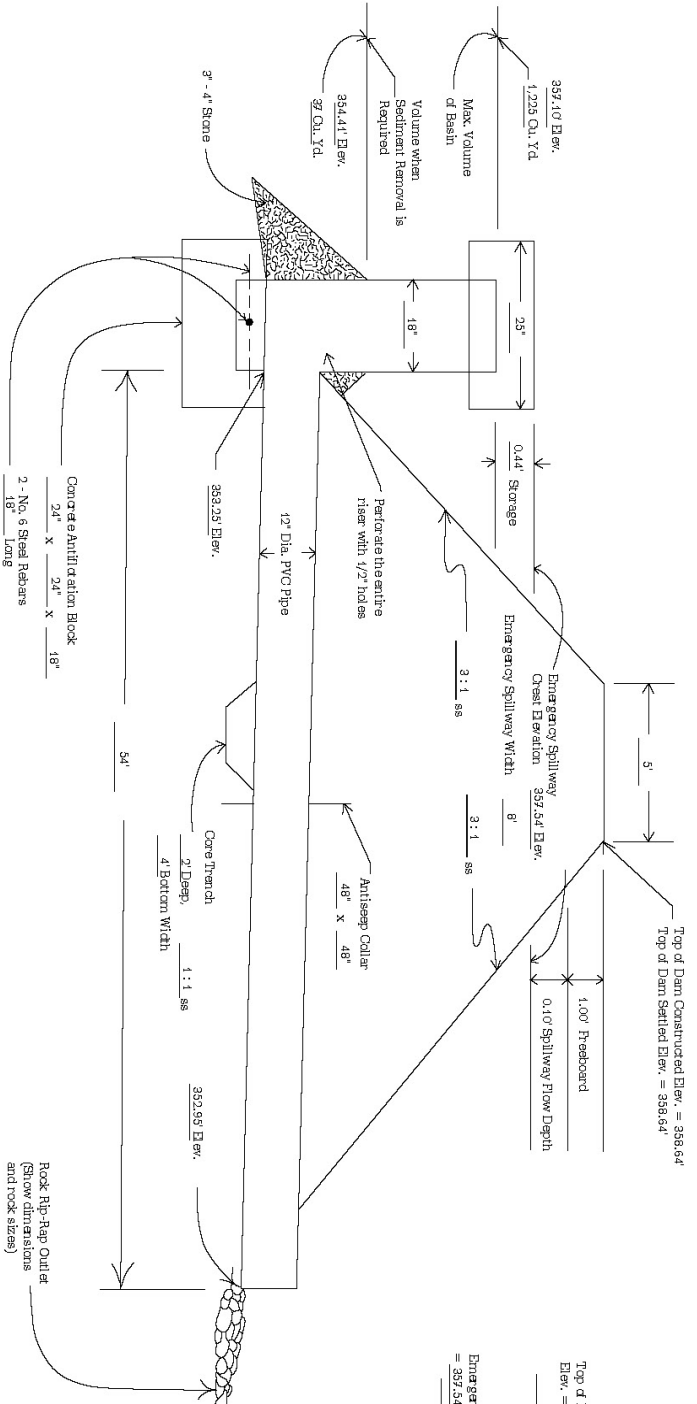 Top of Dam Constructed Elev. = 358.64'
Top of Dam Settled Elev. = 358.64'
5'
1.00' Freeboard
0.10' Spillway Flow Depth
357.10' Elev.
1,225 Cu. Yd.
Max. Volume
of Basin
25"
0.44'
Storage
Emergency Spillway
Crest Elevation
357.54' Elev.
Emergency Spillway Width
8'
3 : 1 ss
3 : 1 ss
Volume when
Sediment Removal is
Required
354.41' Elev.
37 Cu. Yd.
18"
Perforate the entire
riser with 1/2" holes
Antiseep Collar
48" x 48"
3" - 4" Stone
12" Dia. PVC Pipe
353.25' Elev.
Core Trench
2' Deep, 1 : 1 ss
4' Bottom Width
352.95' Elev.
54'
Concrete Antiflotation Block
24" x 24" x 18"
2 - No. 6 Steel Rebars
18" Long
Rock Rip-Rap Outlet
(Show dimensions
and rock sizes)
Top of
Elev. =
= 357.54